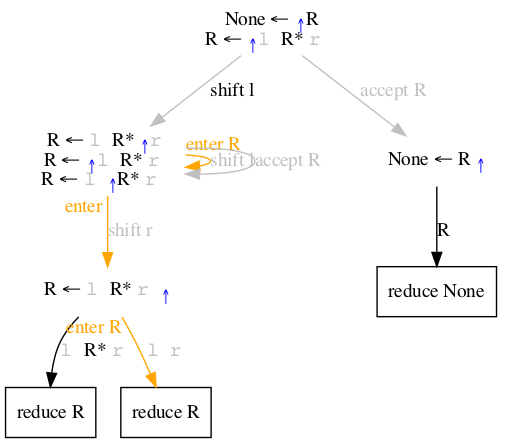 None ← ↑R
R ← ↑l R* r
shift l
accept R
R ← l R* ↑r
R ← ↑l R* r
R ← l ↑R* r
enter R
shift l accept R
None ← R ↑
enter
shift r
R
R ← l R* r ↑
reduce None
enter R
l R* r l r
reduce R
reduce R